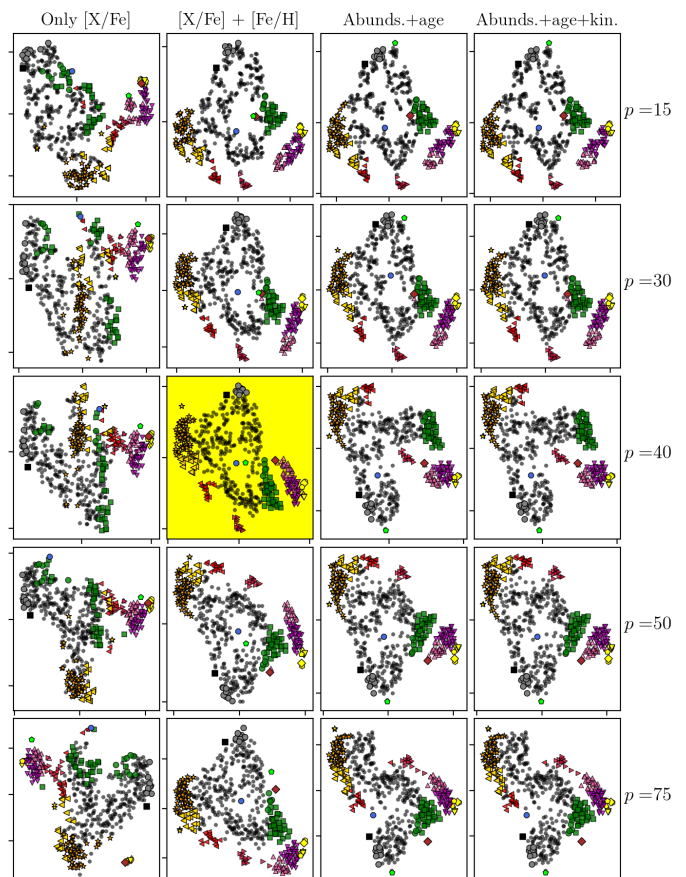 Only [X/Fe] [X/Fe] + [Fe/H] Abunds.+age Abunds.+age+kin.
p = 15
p = 30
p = 40
p = 50
p = 75